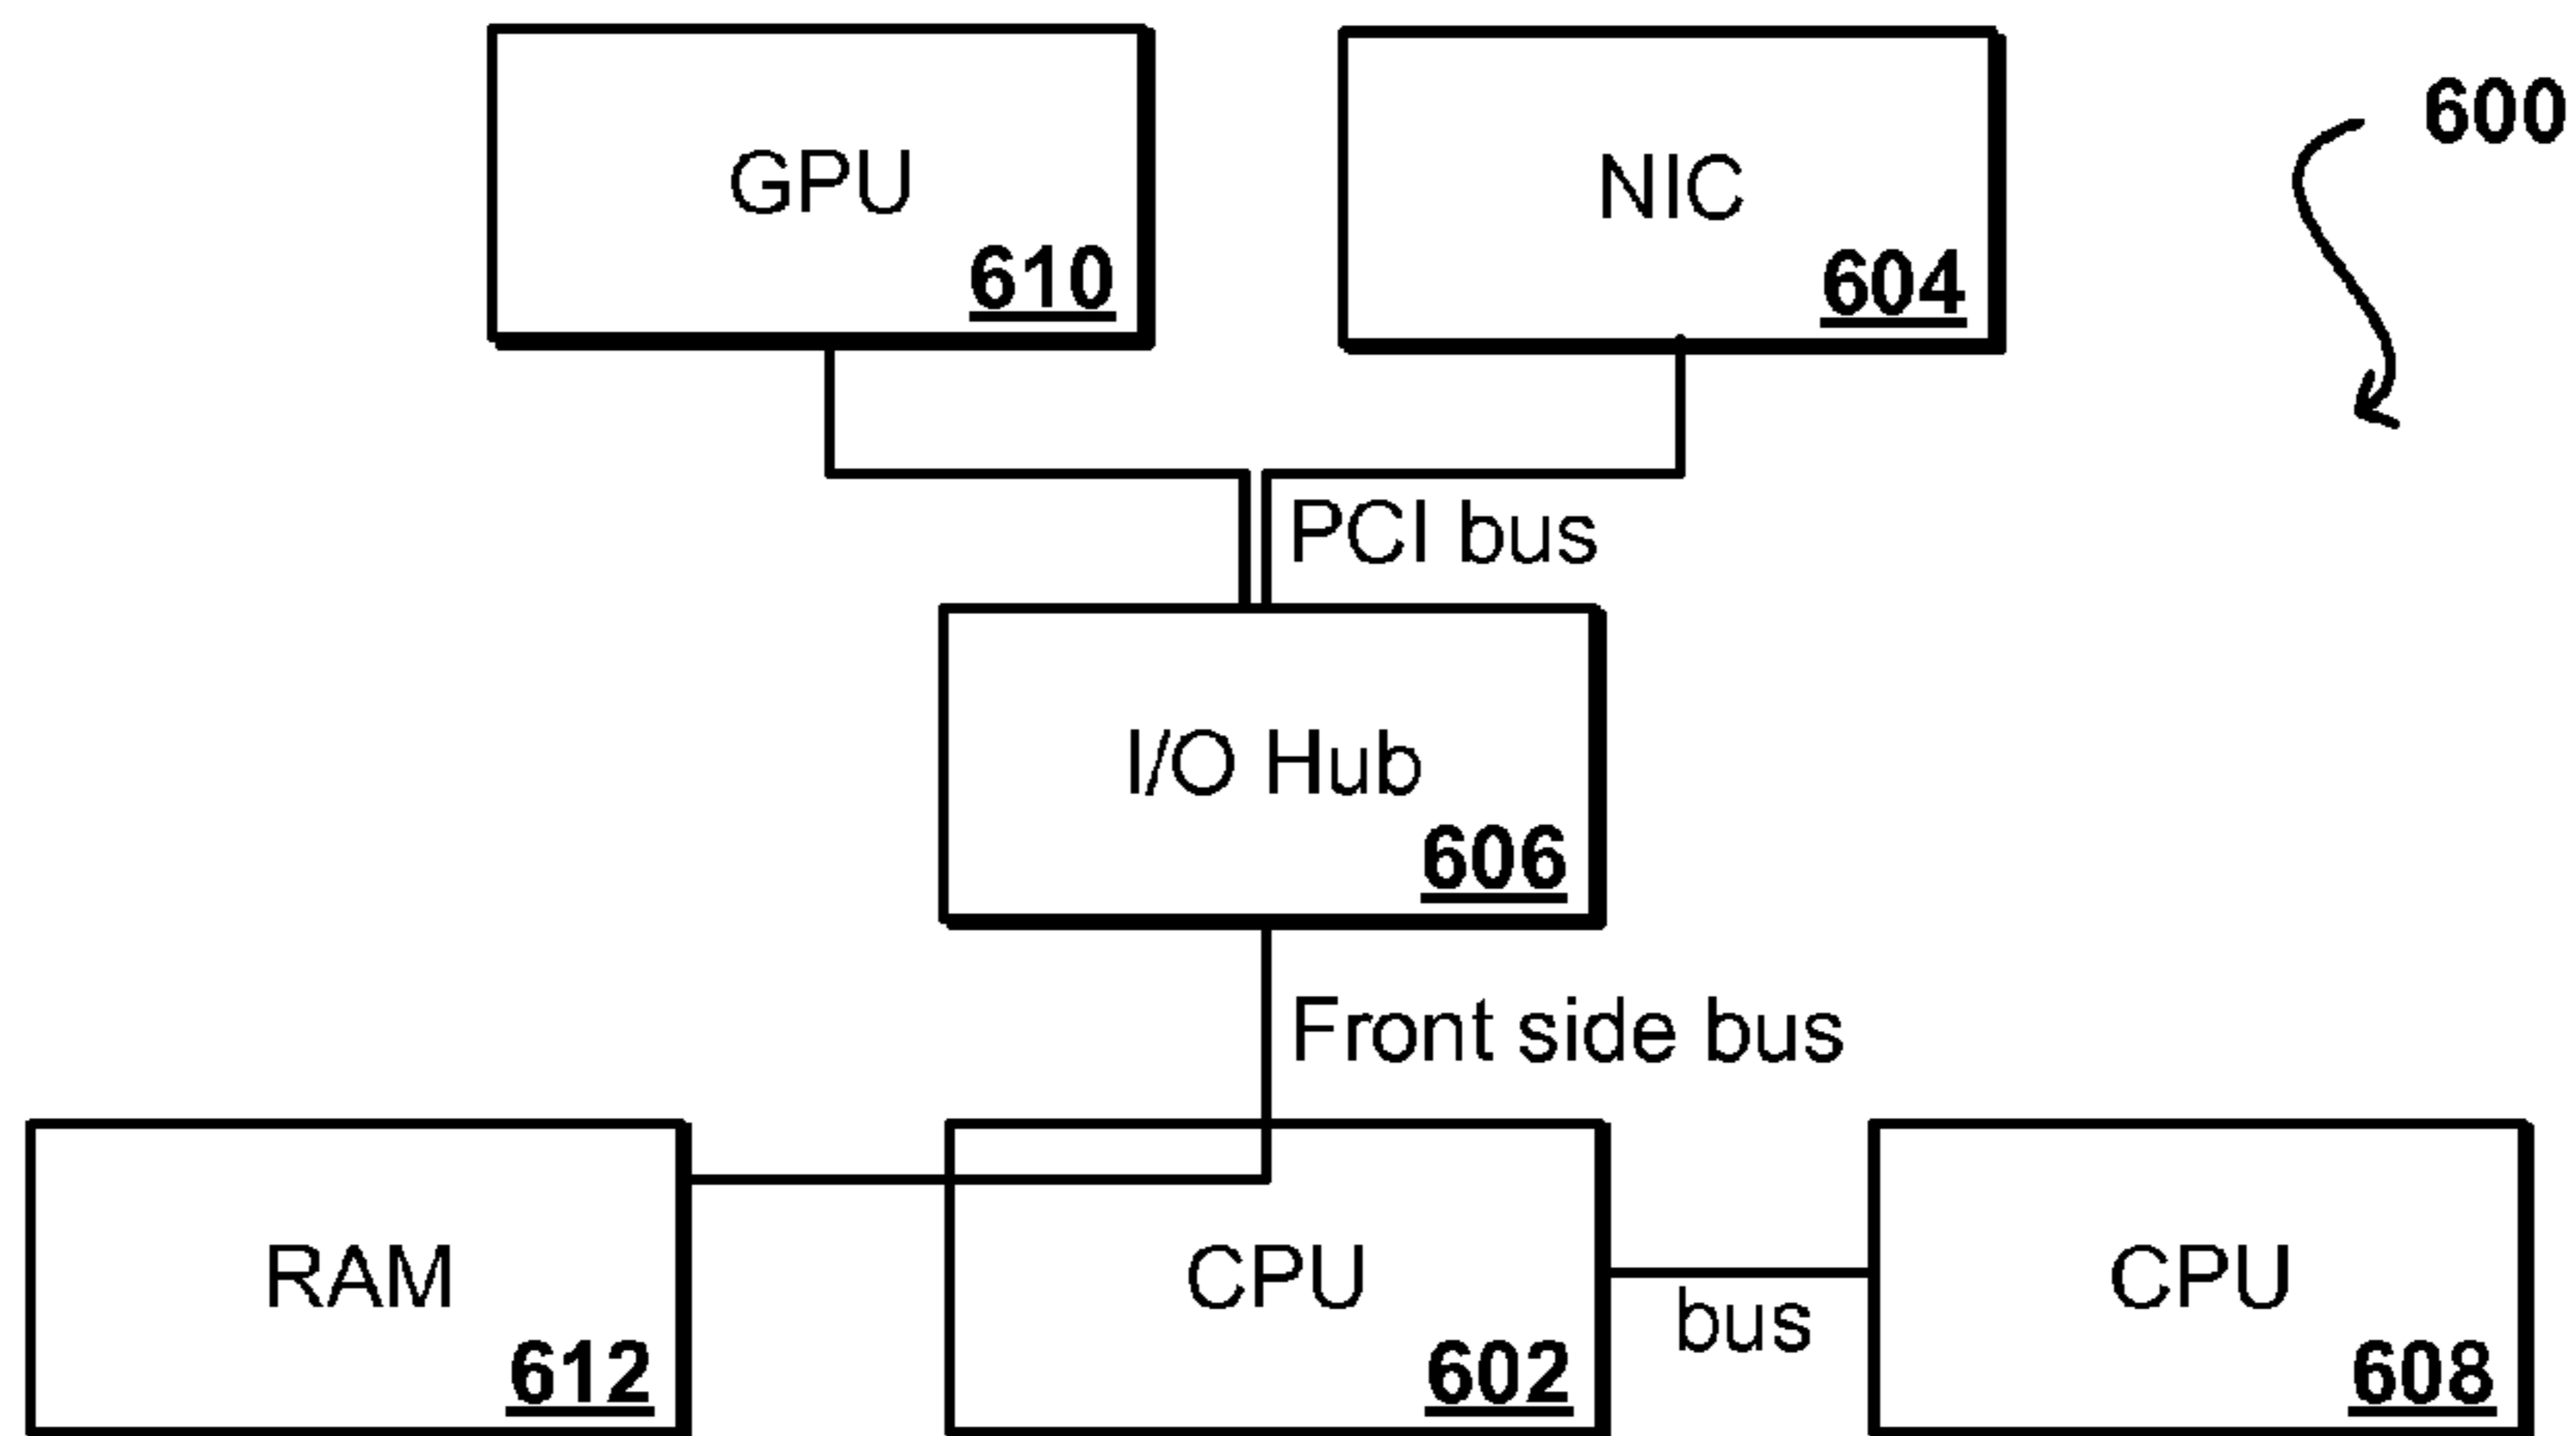 GPU
610
NIC
604
600
PCI bus
I/O Hub
606
Front side bus
RAM
612
CPU
602
bus
CPU
608